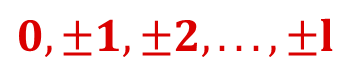 0, ±1, ±2, ..., ±l